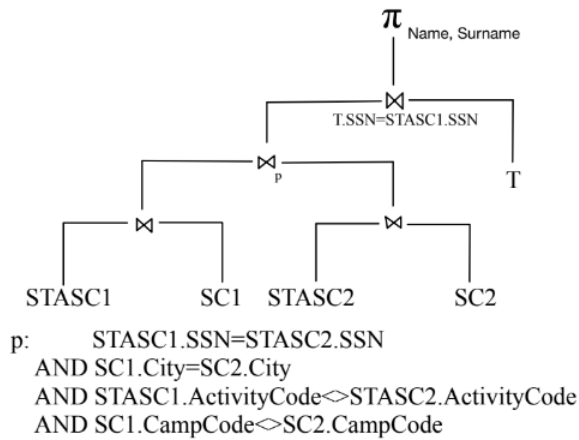 π Name, Surname
⋈
T.SSN=STASC1.SSN
⋈ p
T
⋈ ⋈
STASC1 SC1 STASC2 SC2
p: STASC1.SSN=STASC2.SSN
AND SC1.City=SC2.City
AND STASC1.ActivityCode<>STASC2.ActivityCode
AND SC1.CampCode<>SC2.CampCode